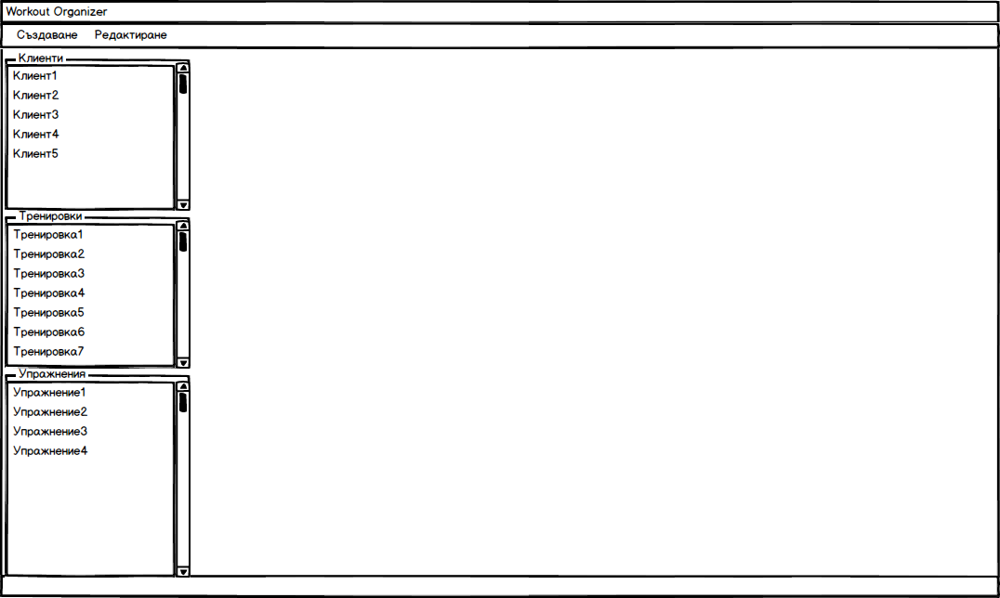 Workout Organizer
Създаване Редактиране
Клиенти
Клиент1
Клиент2
Клиент3
Клиент4
Клиент5
Тренировки
Тренировка1
Тренировка2
Тренировка3
Тренировка4
Тренировка5
Тренировка6
Тренировка7
Упражнения
Упражнение1
Упражнение2
Упражнение3
Упражнение4